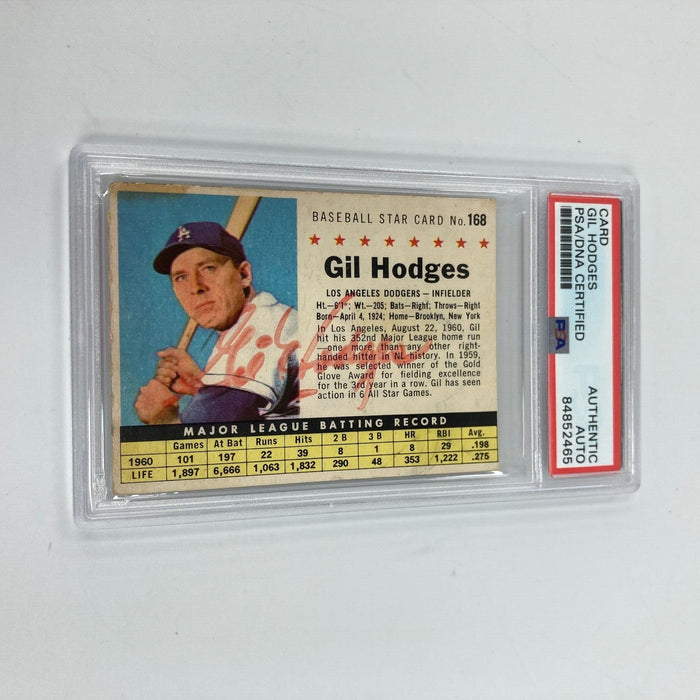 BASEBALL STAR CARD No. 168
Gil Hodges
LOS ANGELES DODGERS — INFIELDER
Ht.—6'1"; Wt.—205; Bats—Right; Throws—Right
Born—April 4, 1924; Home—Brooklyn, New York
In Los Angeles, August 22, 1960, Gil
hit his 352nd Major League home run
—one more than any other right-
handed hitter in NL history. In 1959,
he was selected winner of the Gold
Glove Award for fielding excellence
for the 3rd year in a row. Gil has seen
action in 6 All Star Games.
LA
Gil Hodges
MAJOR LEAGUE BATTING RECORD
Games At Bat Runs Hits 2 B 3 B HR RBI Avg.
1960 101 197 22 39 8 1 8 29 .198
LIFE 1,897 6,666 1,063 1,832 290 48 353 1,222 .275
CARD
GIL HODGES
PSA/DNA CERTIFIED
PSA
AUTHENTIC
AUTO
84852465